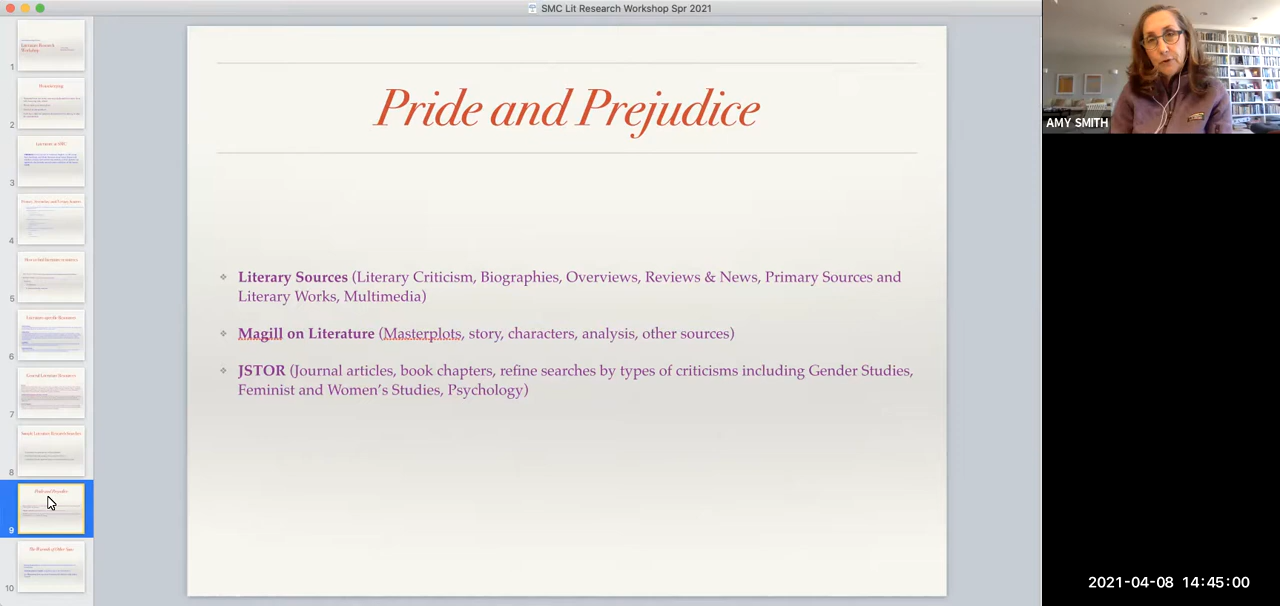 SMC Lit Research Workshop Spr 2021
Literature Research
Workshop
1
2
3
4
5
6
7
8
9
10
Pride and Prejudice
Literary Sources (Literary Criticism, Biographies, Overviews, Reviews & News, Primary Sources and
Literary Works, Multimedia)
Magill on Literature (Masterplots, story, characters, analysis, other sources)
JSTOR (Journal articles, book chapters, refine searches by types of criticisms including Gender Studies,
Feminist and Women's Studies, Psychology)
AMY SMITH
2021-04-08 14:45:00